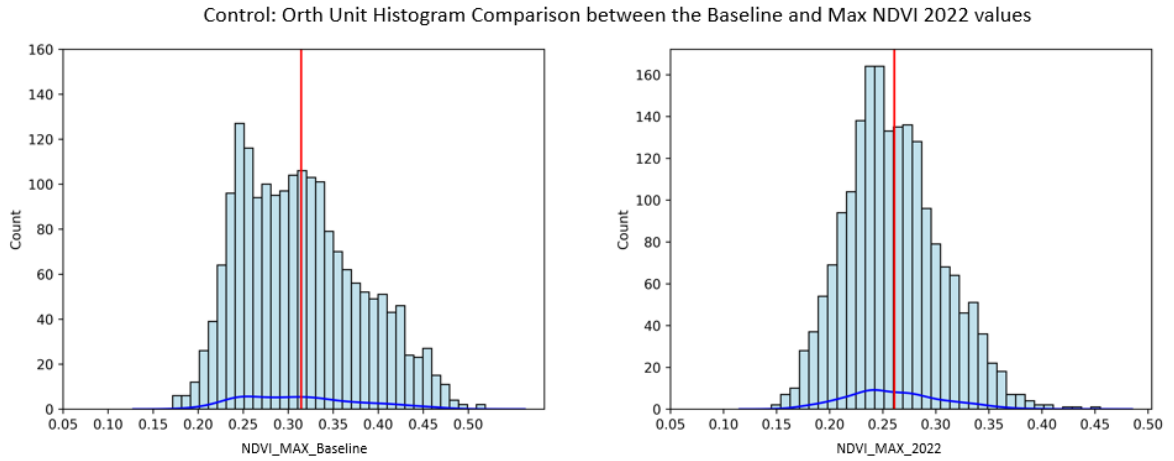 Control: Orth Unit Histogram Comparison between the Baseline and Max NDVI 2022 values
160
140
120
100
80
60
40
20
0
Count
0.05 0.10 0.15 0.20 0.25 0.30 0.35 0.40 0.45 0.50
NDVI_MAX_Baseline
160
140
120
100
80
60
40
20
0
Count
0.05 0.10 0.15 0.20 0.25 0.30 0.35 0.40 0.45 0.50
NDVI_MAX_2022